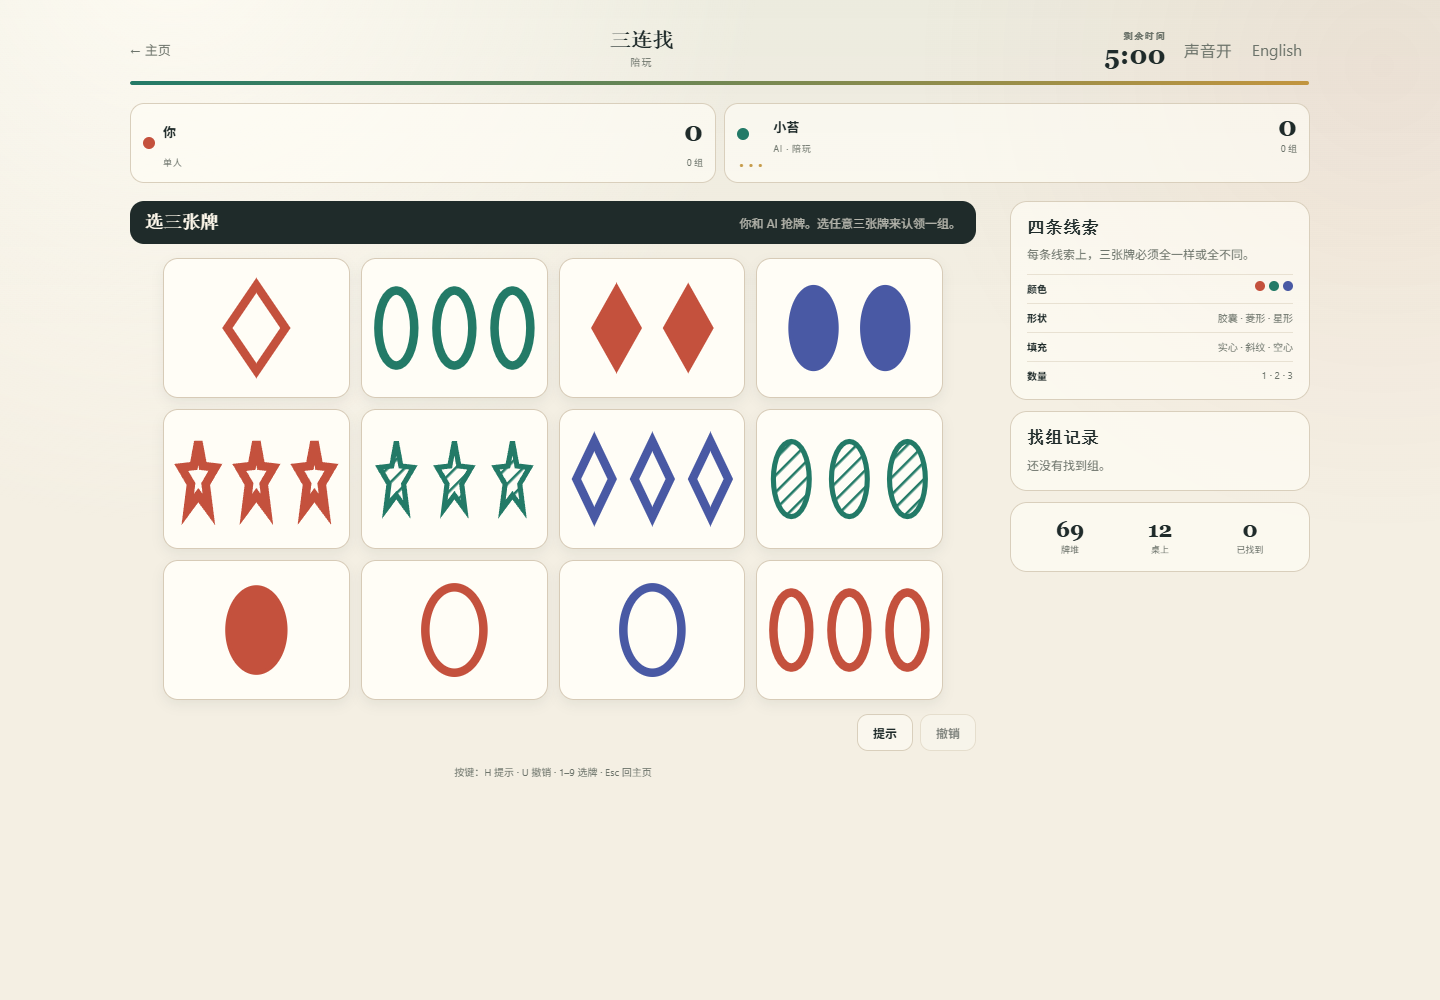 ← 主页
三连找
陪玩
剩余时间
5:00
声音开
English
你
单人
0
0 组
小苔
AI · 陪玩
0
0 组
选三张牌
你和 AI 抢牌。选任意三张牌来认领一组。
四条线索
每条线索上，三张牌必须全一样或全不同。
颜色
形状
胶囊 · 菱形 · 星形
填充
实心 · 斜纹 · 空心
数量
1 · 2 · 3
找组记录
还没有找到组。
69
牌堆
12
桌上
0
已找到
提示
撤销
按键：H 提示 · U 撤销 · 1–9 选牌 · Esc 回主页